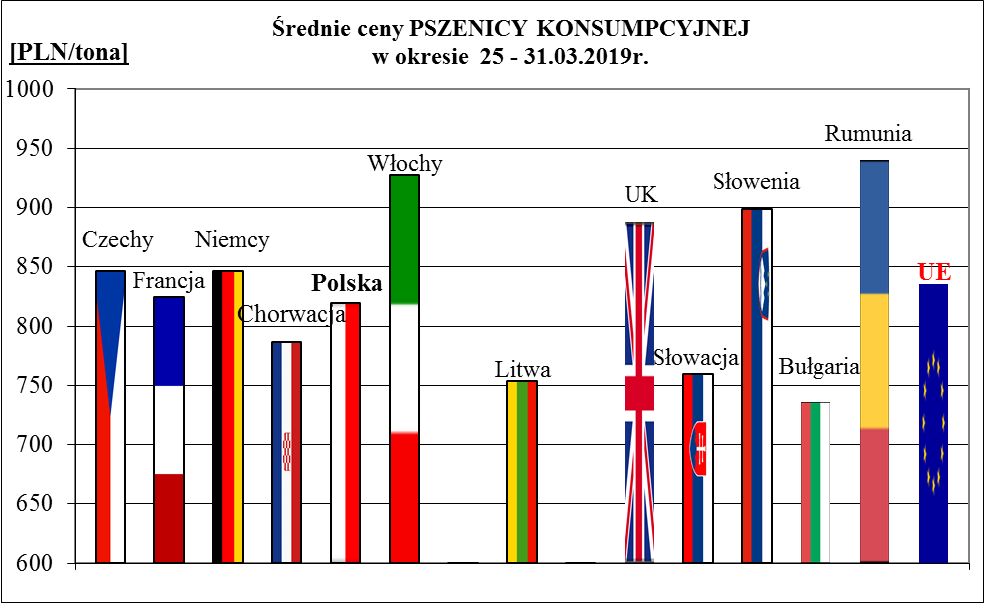 Średnie ceny PSZENICY KONSUMPCYJNEJ
w okresie 25 - 31.03.2019r.
[PLN/tona]
1000
950
900
850
800
750
700
650
600
Czechy
Francja
Niemcy
Chorwacja
Polska
Włochy
Litwa
UK
Słowacja
Słowenia
Bułgaria
Rumunia
UE